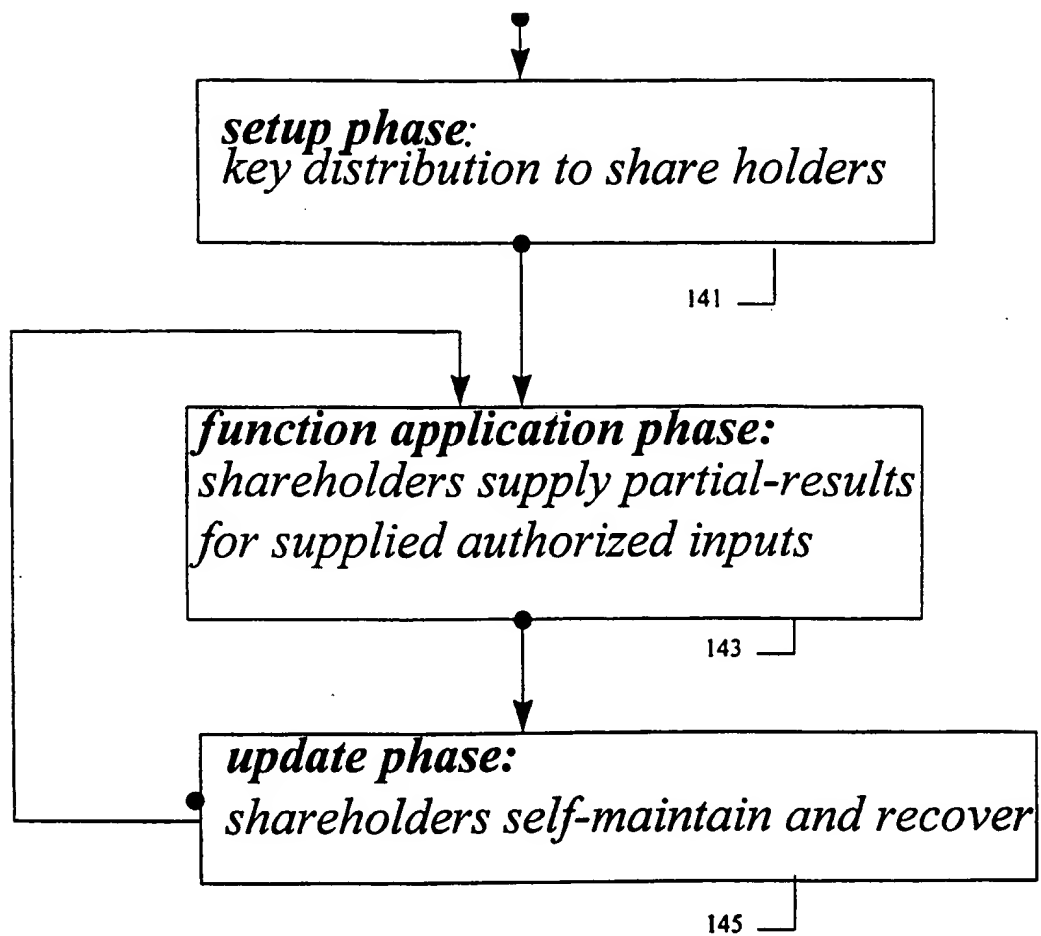 setup phase:
key distribution to share holders
141
function application phase:
shareholders supply partial-results
for supplied authorized inputs
143
update phase:
shareholders self-maintain and recover
145